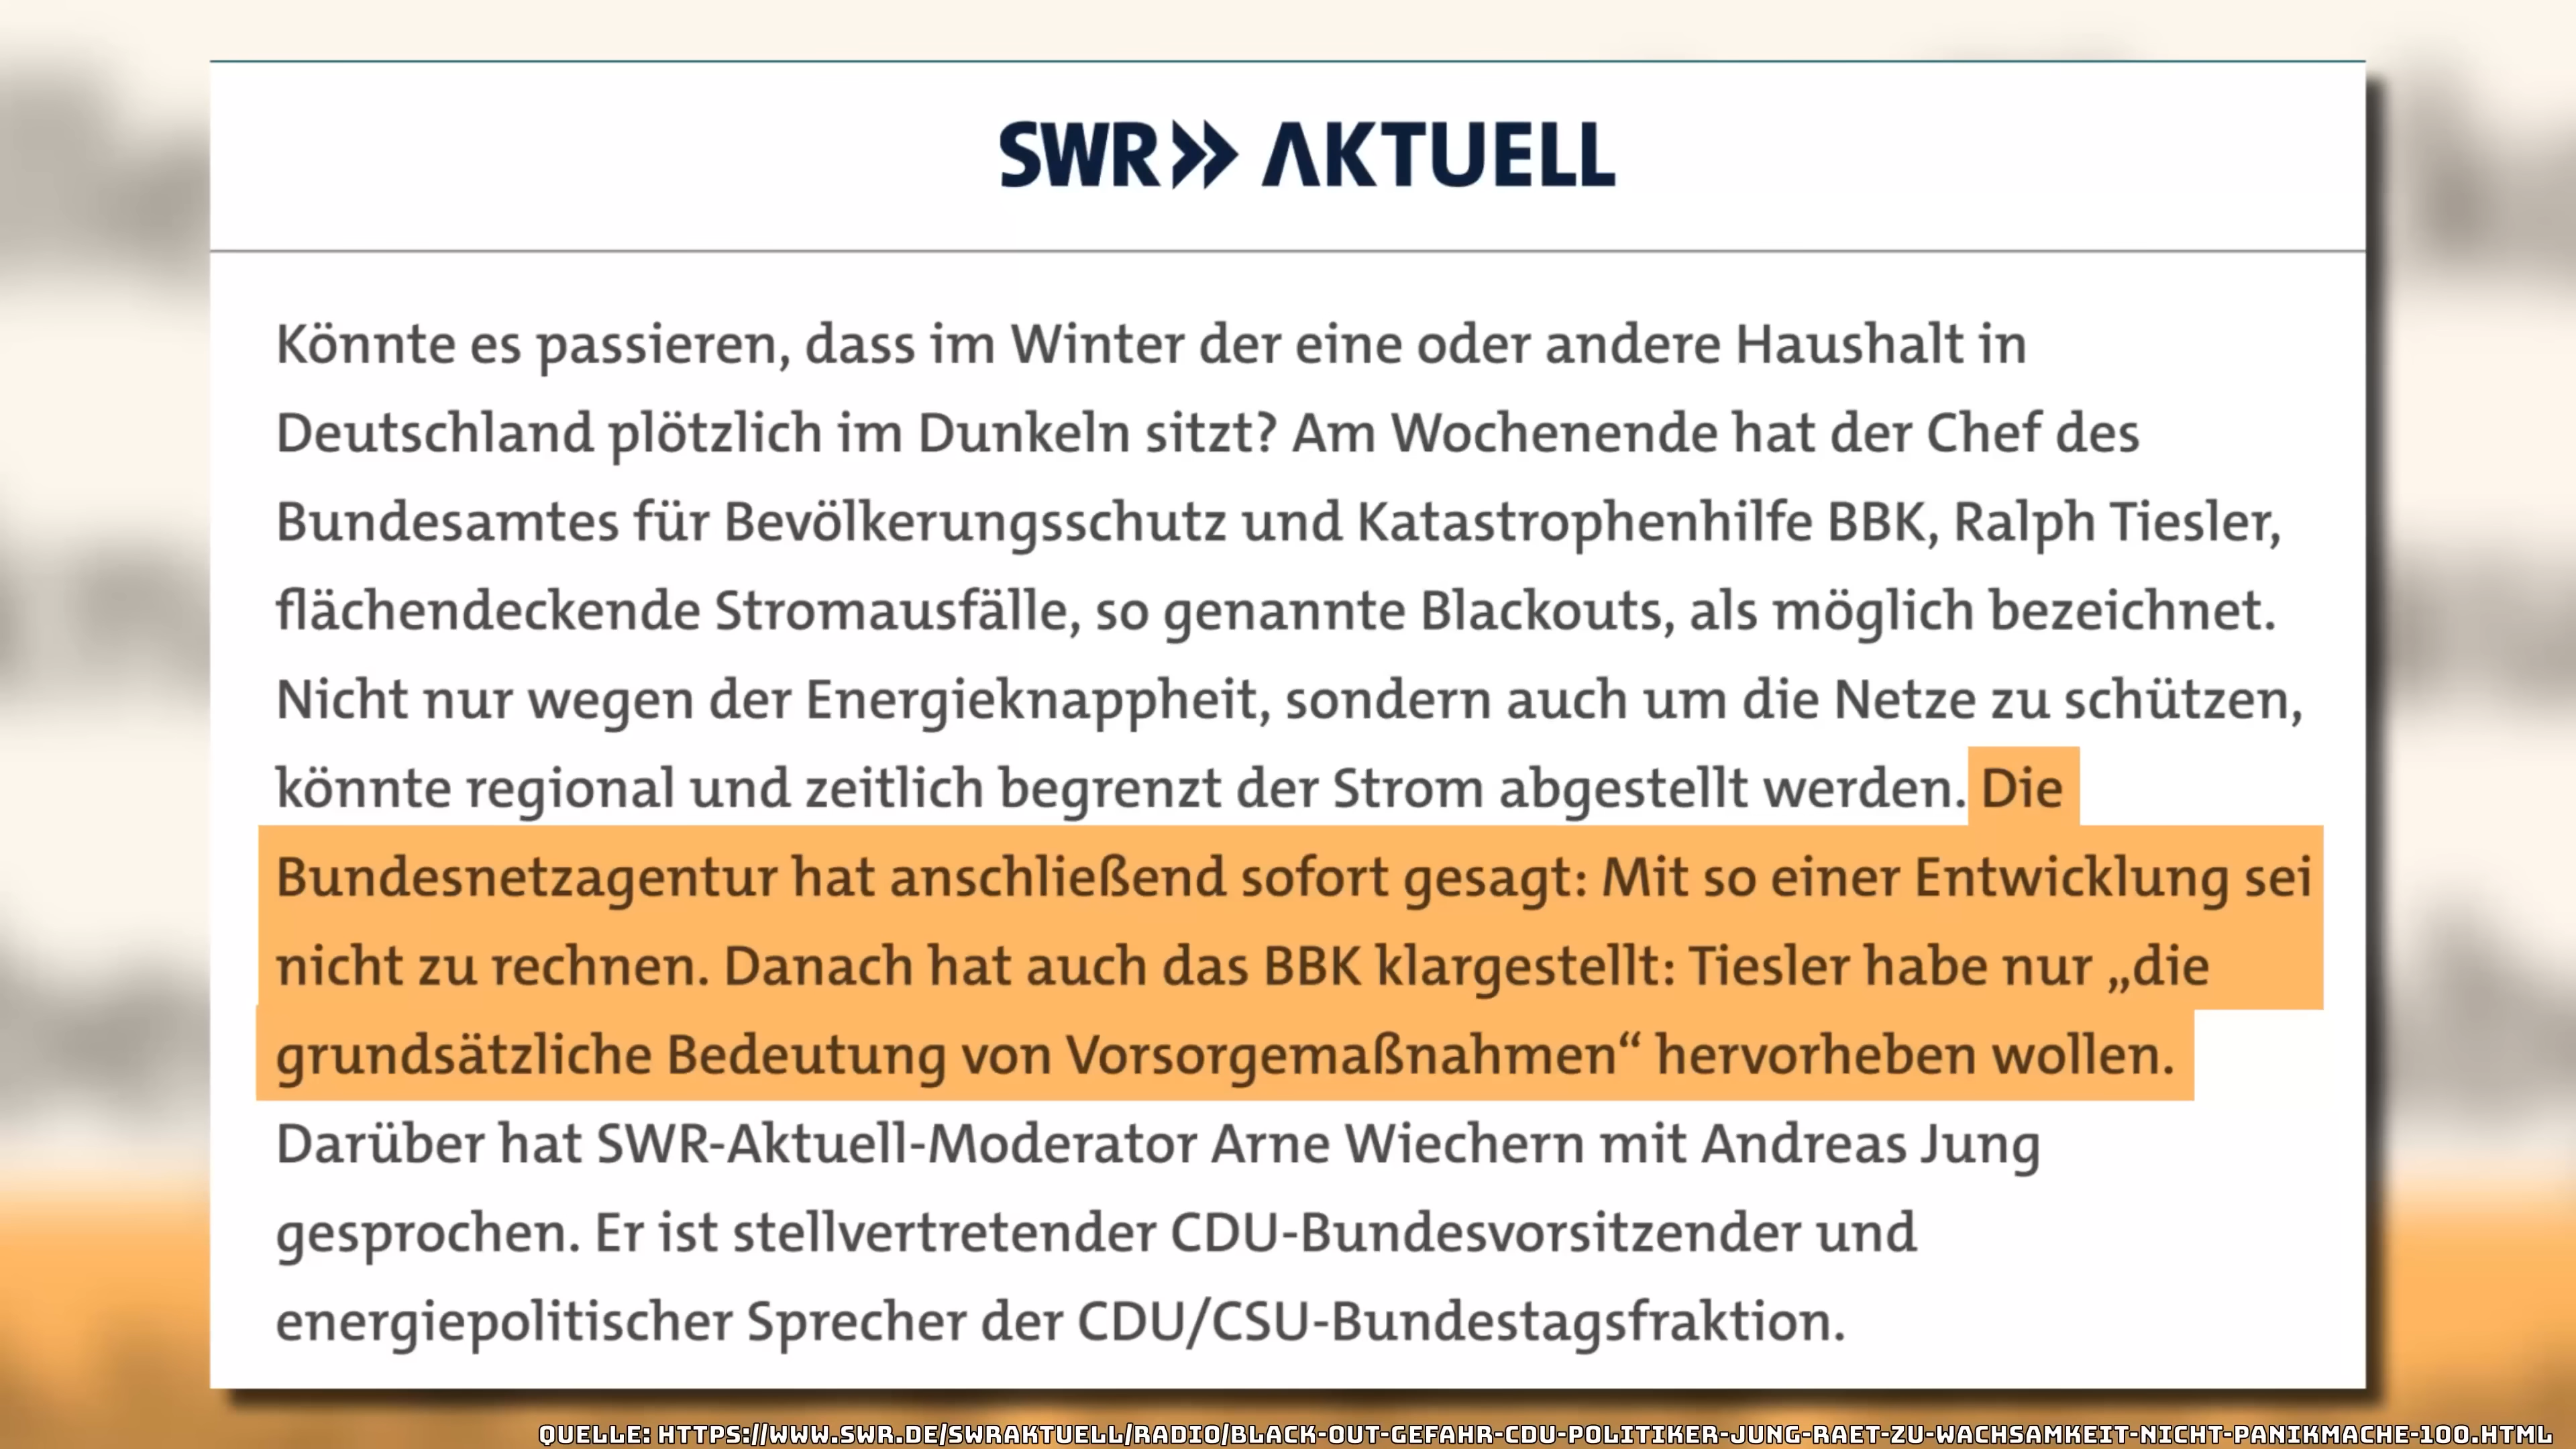 SWR» AKTUELL
Könnte es passieren, dass im Winter der eine oder andere Haushalt in
Deutschland plötzlich im Dunkeln sitzt? Am Wochenende hat der Chef des
Bundesamtes für Bevölkerungsschutz und Katastrophenhilfe BBK, Ralph Tiesler,
flächendeckende Stromausfälle, so genannte Blackouts, als möglich bezeichnet.
Nicht nur wegen der Energieknappheit, sondern auch um die Netze zu schützen,
könnte regional und zeitlich begrenzt der Strom abgestellt werden. Die
Bundesnetzagentur hat anschließend sofort gesagt: Mit so einer Entwicklung sei
nicht zu rechnen. Danach hat auch das BBK klargestellt: Tiesler habe nur „die
grundsätzliche Bedeutung von Vorsorgemaßnahmen“ hervorheben wollen.
Darüber hat SWR-Aktuell-Moderator Arne Wiechern mit Andreas Jung
gesprochen. Er ist stellvertretender CDU-Bundesvorsitzender und
energiepolitischer Sprecher der CDU/CSU-Bundestagsfraktion.
QUELLE: HTTPS://WWW.SWR.DE/SWRAKTUELL/RADIO/BLACK-OUT-GEFAHR-CDU-POLITIKER-JUNG-RAET-ZU-WACHSAMKEIT-NICHT-PANIKMACHE-100.HTML